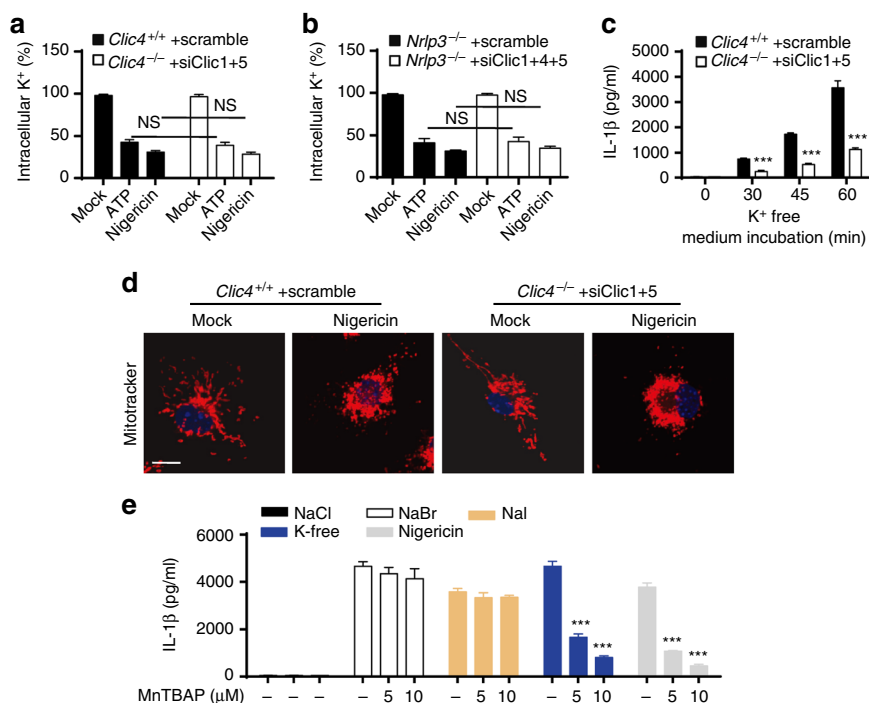 a
Clic4+/+ +scramble
Clic4−/− +siClic1+5
Intracellular K+ (%)
150
100
50
0
NS
NS
Mock
ATP
Nigericin
Mock
ATP
Nigericin
b
Nrlp3−/− +scramble
Nrlp3−/− +siClic1+4+5
Intracellular K+ (%)
150
100
50
0
NS
NS
Mock
ATP
Nigericin
Mock
ATP
Nigericin
c
Clic4+/+ +scramble
Clic4−/− +siClic1+5
IL-1β (pg/ml)
5000
4000
3000
2000
1000
0
***
***
***
0 30 45 60
K+ free
medium incubation (min)
d
Clic4+/+ +scramble
Clic4−/− +siClic1+5
Mock Nigericin Mock Nigericin
Mitotracker
e
NaCl NaBr NaI
K-free Nigericin
IL-1β (pg/ml)
6000
4000
2000
0
*** ***
*** ***
MnTBAP (μM) – – – – 5 10 – 5 10 – 5 10 – 5 10